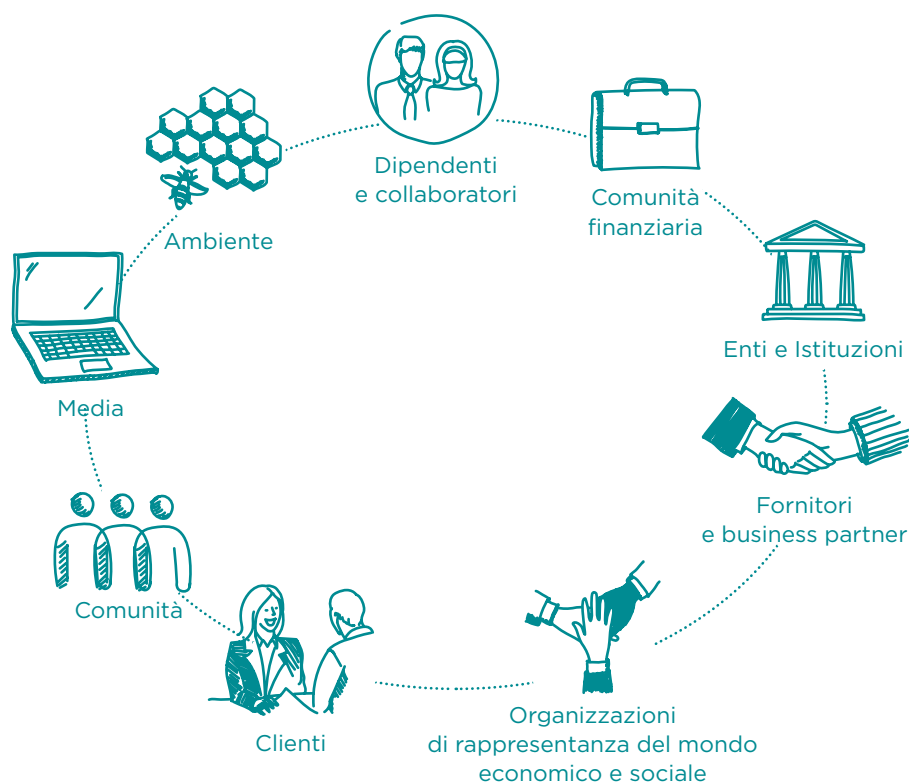 Dipendenti
e collaboratori
Comunità
finanziaria
Ambiente
Enti e Istituzioni
Media
Fornitori
e business partner
Comunità
Organizzazioni
di rappresentanza del mondo
economico e sociale
Clienti